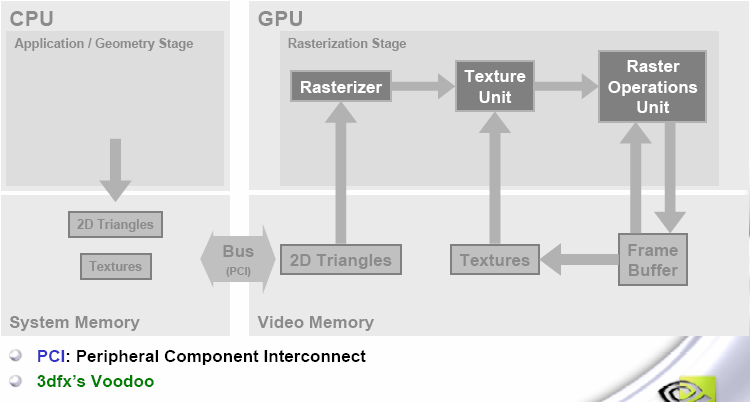 CPU
GPU
Application / Geometry Stage
Rasterization Stage
Rasterizer
Texture
Unit
Raster
Operations
Unit
2D Triangles
Textures
Bus
(PCI)
2D Triangles
Textures
Frame
Buffer
System Memory
Video Memory
PCI: Peripheral Component Interconnect
3dfx's Voodoo